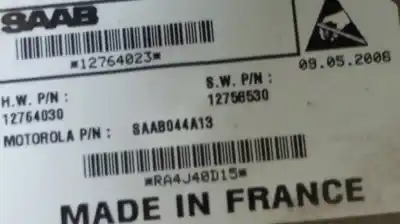 SAAB
*12764023*
09.05.2006
H.W. P/N :
S.W. P/N :
12764030
12756530
MOTOROLA P/N : SAAB044A13
*RA4J40D15*
MADE IN FRANCE